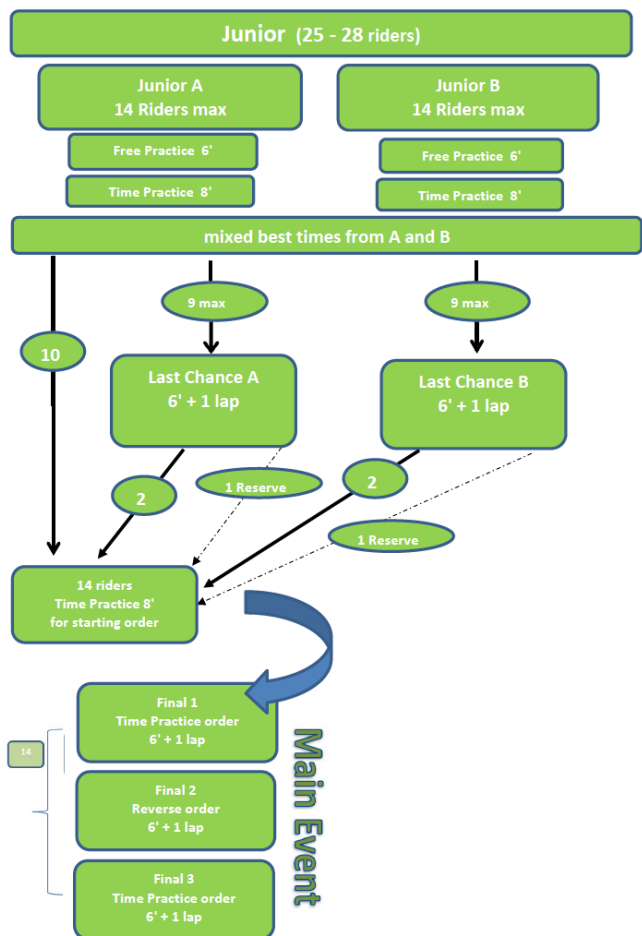 Junior (25 - 28 riders)
Junior A
14 Riders max
Junior B
14 Riders max
Free Practice 6'
Free Practice 6'
Time Practice 8'
Time Practice 8'
mixed best times from A and B
9 max
9 max
10
Last Chance A
6' + 1 lap
Last Chance B
6' + 1 lap
2
1 Reserve
2
1 Reserve
14 riders
Time Practice 8'
for starting order
Final 1
Time Practice order
6' + 1 lap
14
Final 2
Reverse order
6' + 1 lap
Final 3
Time Practice order
6' + 1 lap
Main Event